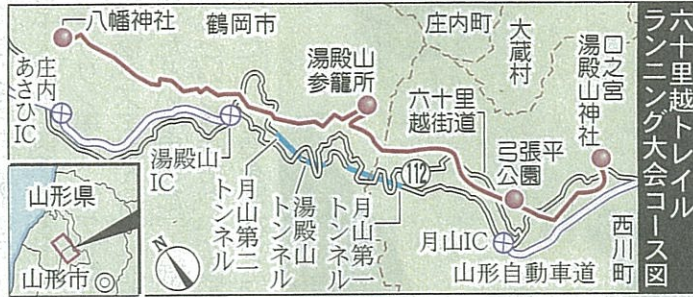 六十里越トレイル
ランニング大会コース図
八幡神社
鶴岡市
庄内町
大蔵村
口之宮
湯殿山神社
庄内
あさひ
IC
湯殿山
参籠所
六十里
越街道
弓張平
公園
湯殿山
IC
月山第二
トンネル
湯殿山
トンネル
月山第一
トンネル
112
月山IC
山形自動車道
西川町
山形県
山形市
N